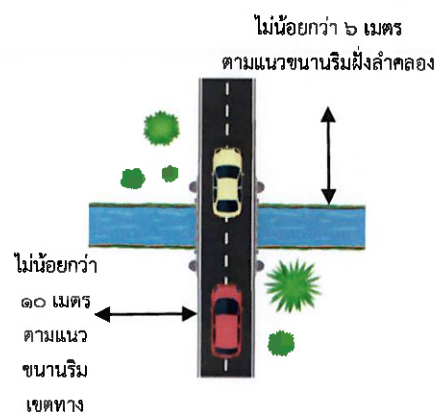 ไม่น้อยกว่า ๖ เมตร
ตามแนวขนานริมฝั่งลำคลอง
ไม่น้อยกว่า
๑๐ เมตร
ตามแนว
ขนานริม
เขตทาง